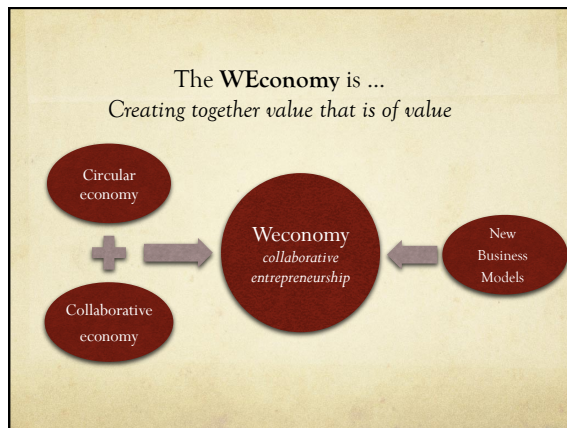 The WEconomy is ...
Creating together value that is of value
Circular
economy
Collaborative
economy
Weconomy
collaborative
entrepreneurship
New
Business
Models